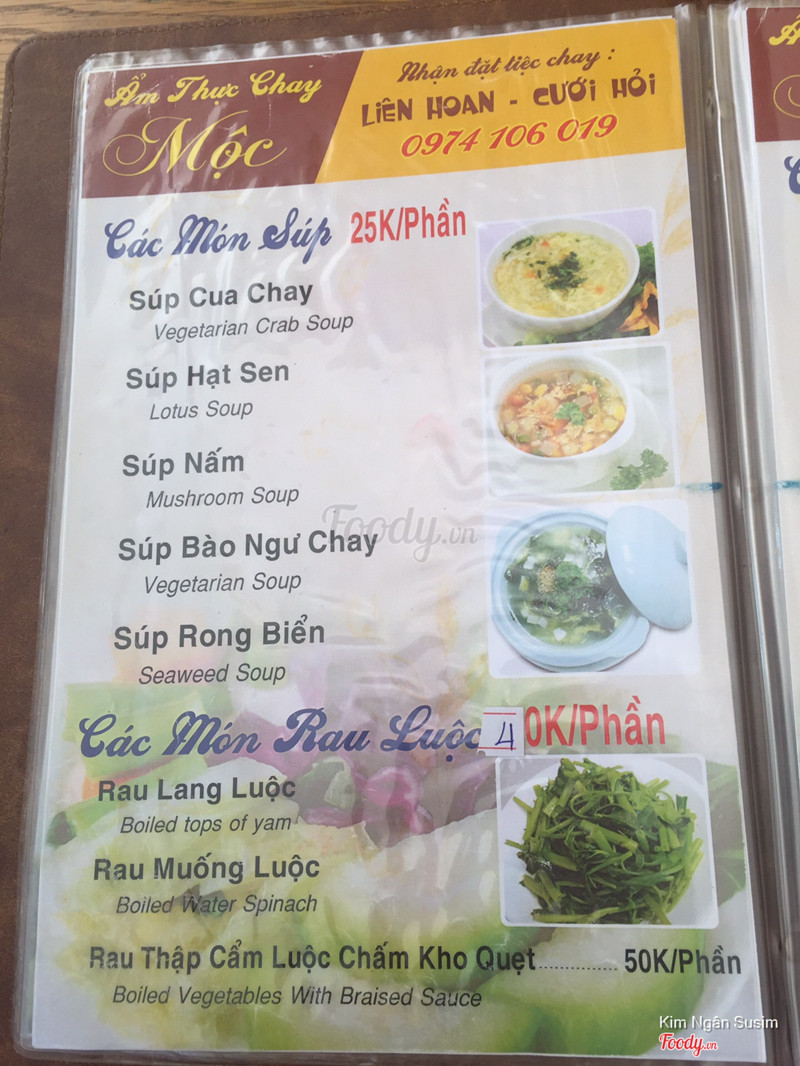 Ẩm Thực Chay
Mộc
Nhận đặt tiệc chay :
LIÊN HOAN - CƯỚI HỎI
0974 106 019
Các Món Súp 25K/Phần
Súp Cua Chay
Vegetarian Crab Soup
Súp Hạt Sen
Lotus Soup
Súp Nấm
Mushroom Soup
Súp Bào Ngư Chay
Vegetarian Soup
Súp Rong Biển
Seaweed Soup
Các Món Rau Luộc 40K/Phần
Rau Lang Luộc
Boiled tops of yam
Rau Muống Luộc
Boiled Water Spinach
Rau Thập Cẩm Luộc Chấm Kho Quẹt.............. 50K/Phần
Boiled Vegetables With Braised Sauce
Foody.vn
Kim Ngân Susim
Foody.vn